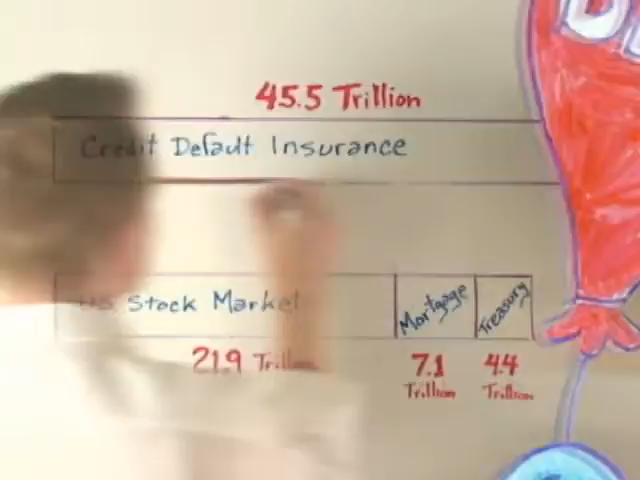 45.5 Trillion
Credit Default Insurance
US Stock Market
Mortgage
Treasury
21.9 Trillion
7.1
Trillion
4.4
Trillion